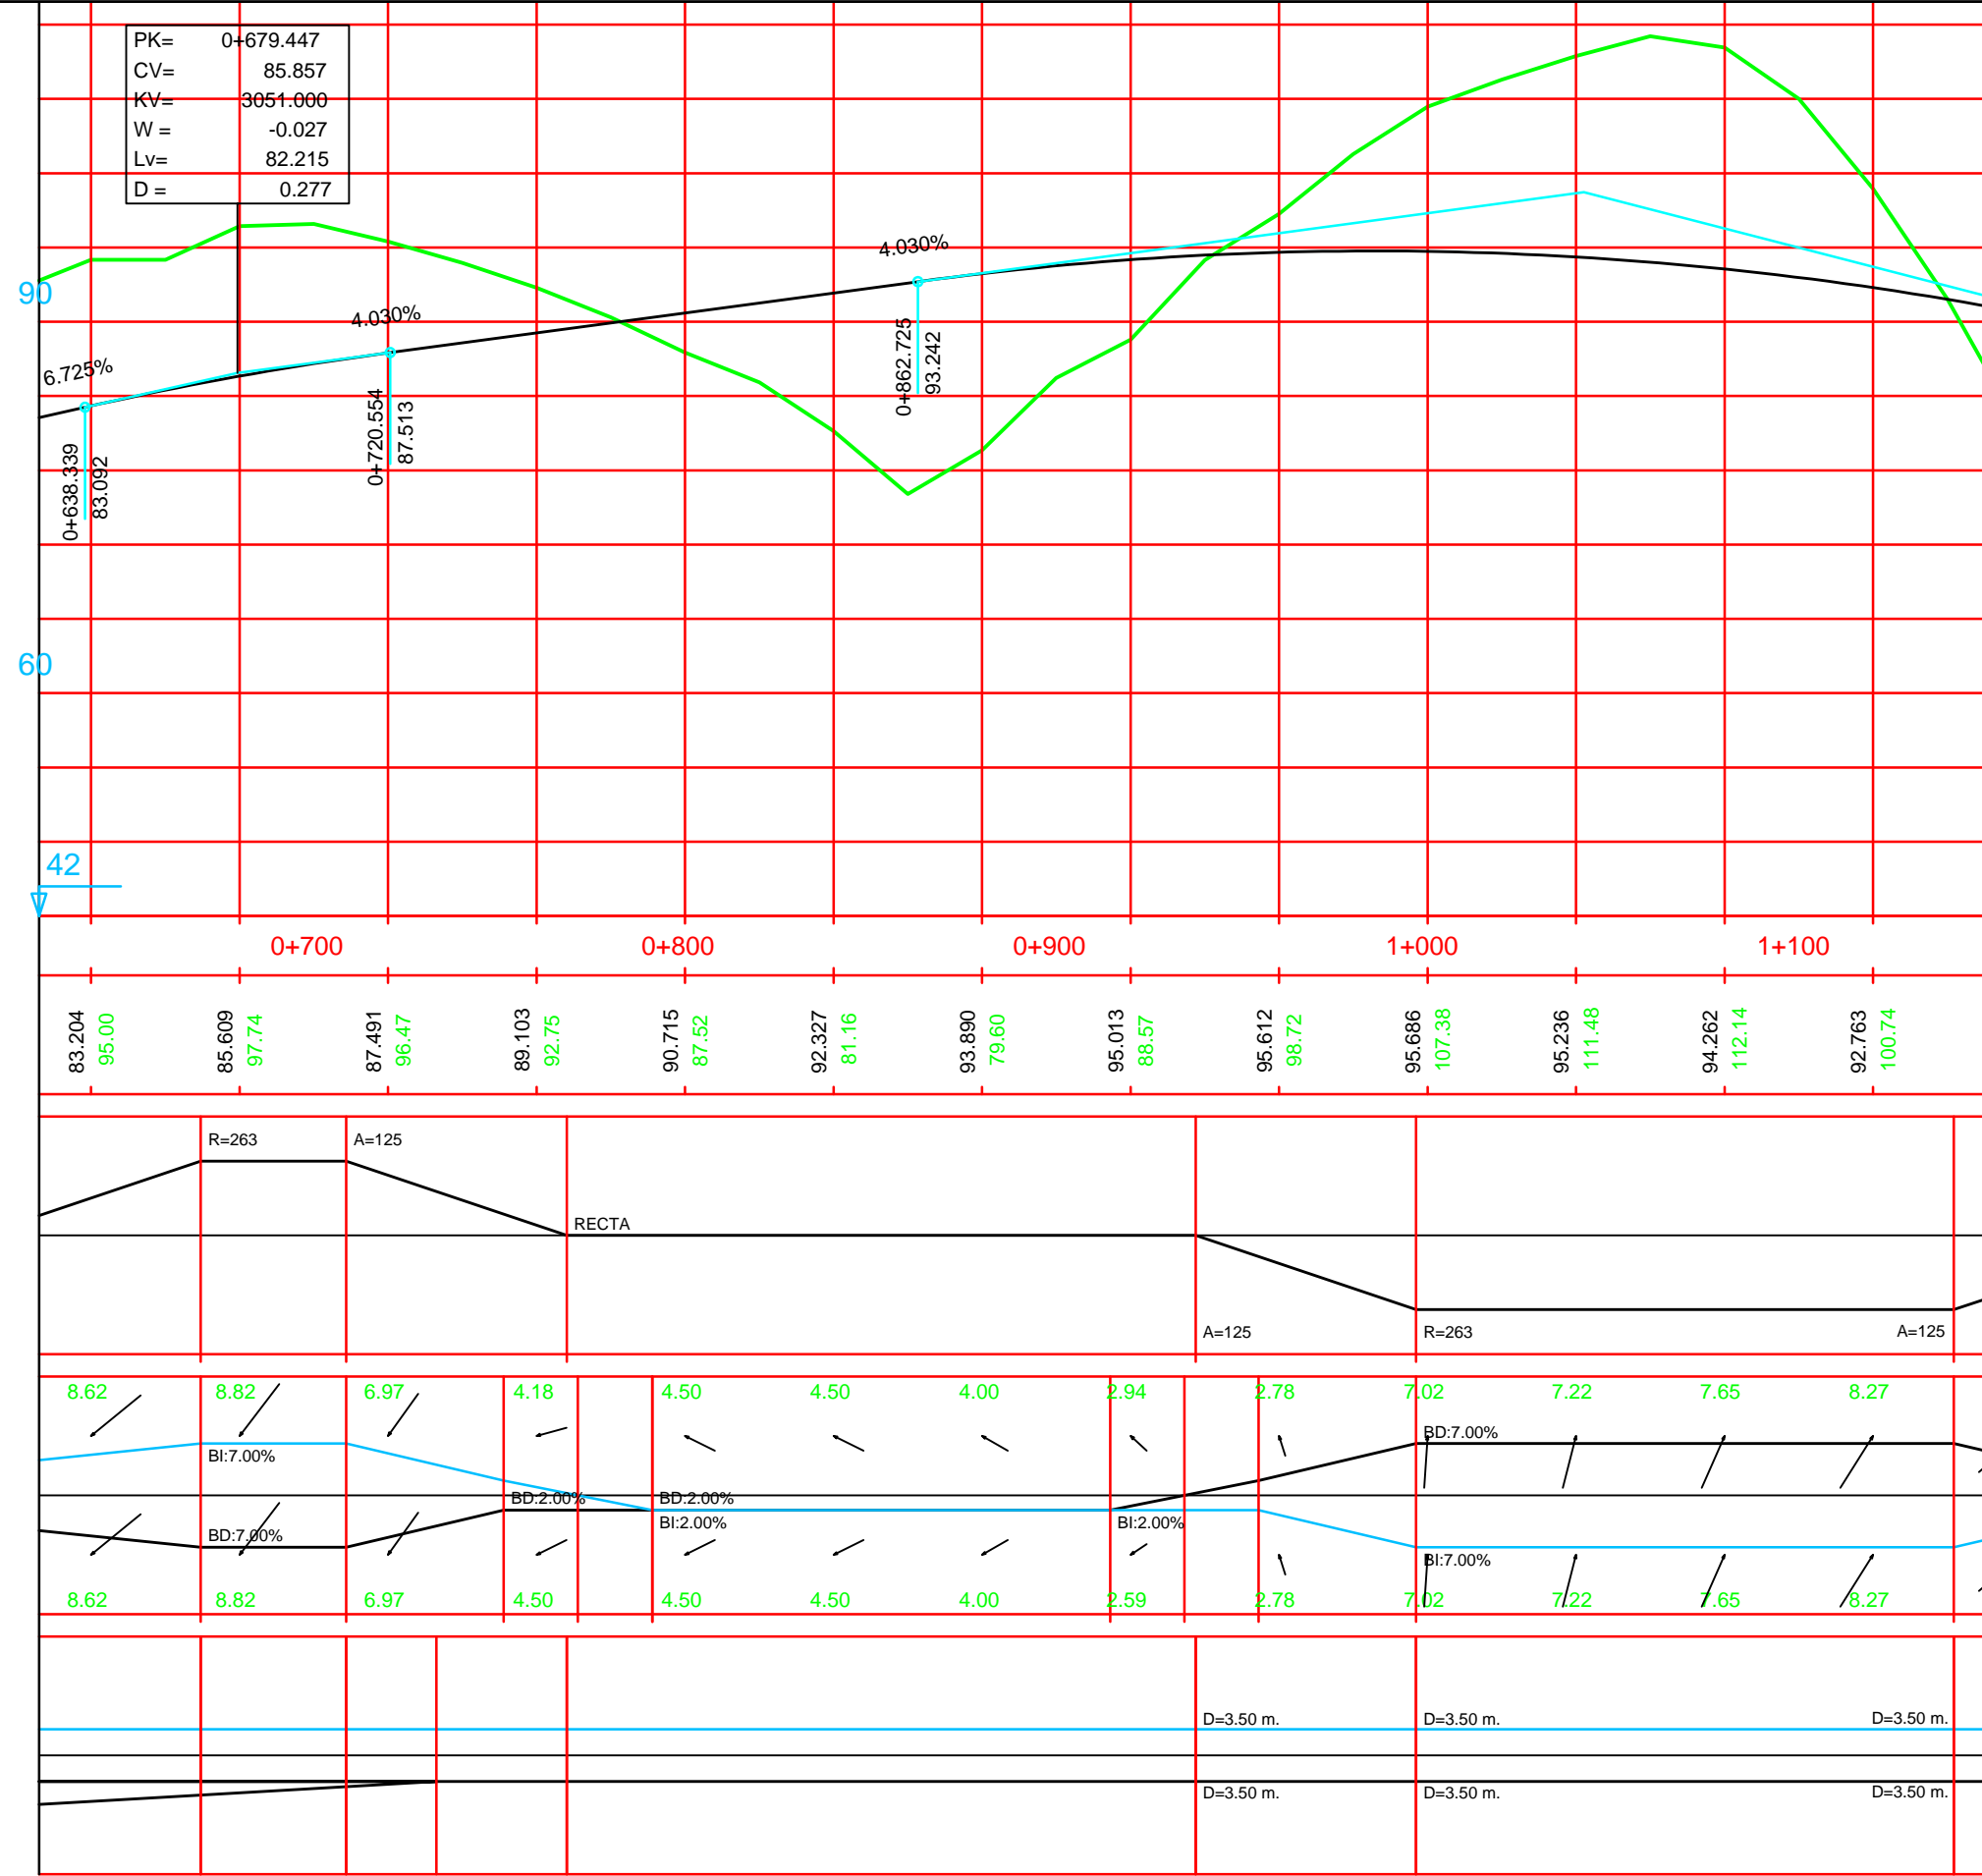 PK= 0+679.447
CV= 85.857
KV= 3051.000
W = -0.027
Lv= 82.215
D = 0.277
90
60
42
6.725%
4.030%
4.030%
0+638.339
83.092
0+720.554
87.513
0+862.725
93.242
0+700 0+800 0+900 1+000 1+100
83.204 85.609 87.491 89.103 90.715 92.327 93.890 95.013 95.612 95.686 95.236 94.262 92.763
95.00 97.74 96.47 92.75 87.52 81.16 79.60 88.57 98.72 107.38 111.48 112.14 100.74
R=263 A=125
RECTA
A=125 R=263 A=125
8.62 8.82 6.97 4.18 4.50 4.50 4.00 2.94 2.78 7.02 7.22 7.65 8.27
BD:7.00%
BI:7.00%
BD:2.00% BD:2.00%
BI:2.00% BI:2.00%
BD:7.00%
BI:7.00%
8.62 8.82 6.97 4.50 4.50 4.50 4.00 2.59 2.78 7.02 7.22 7.65 8.27
D=3.50 m. D=3.50 m. D=3.50 m.
D=3.50 m. D=3.50 m. D=3.50 m.